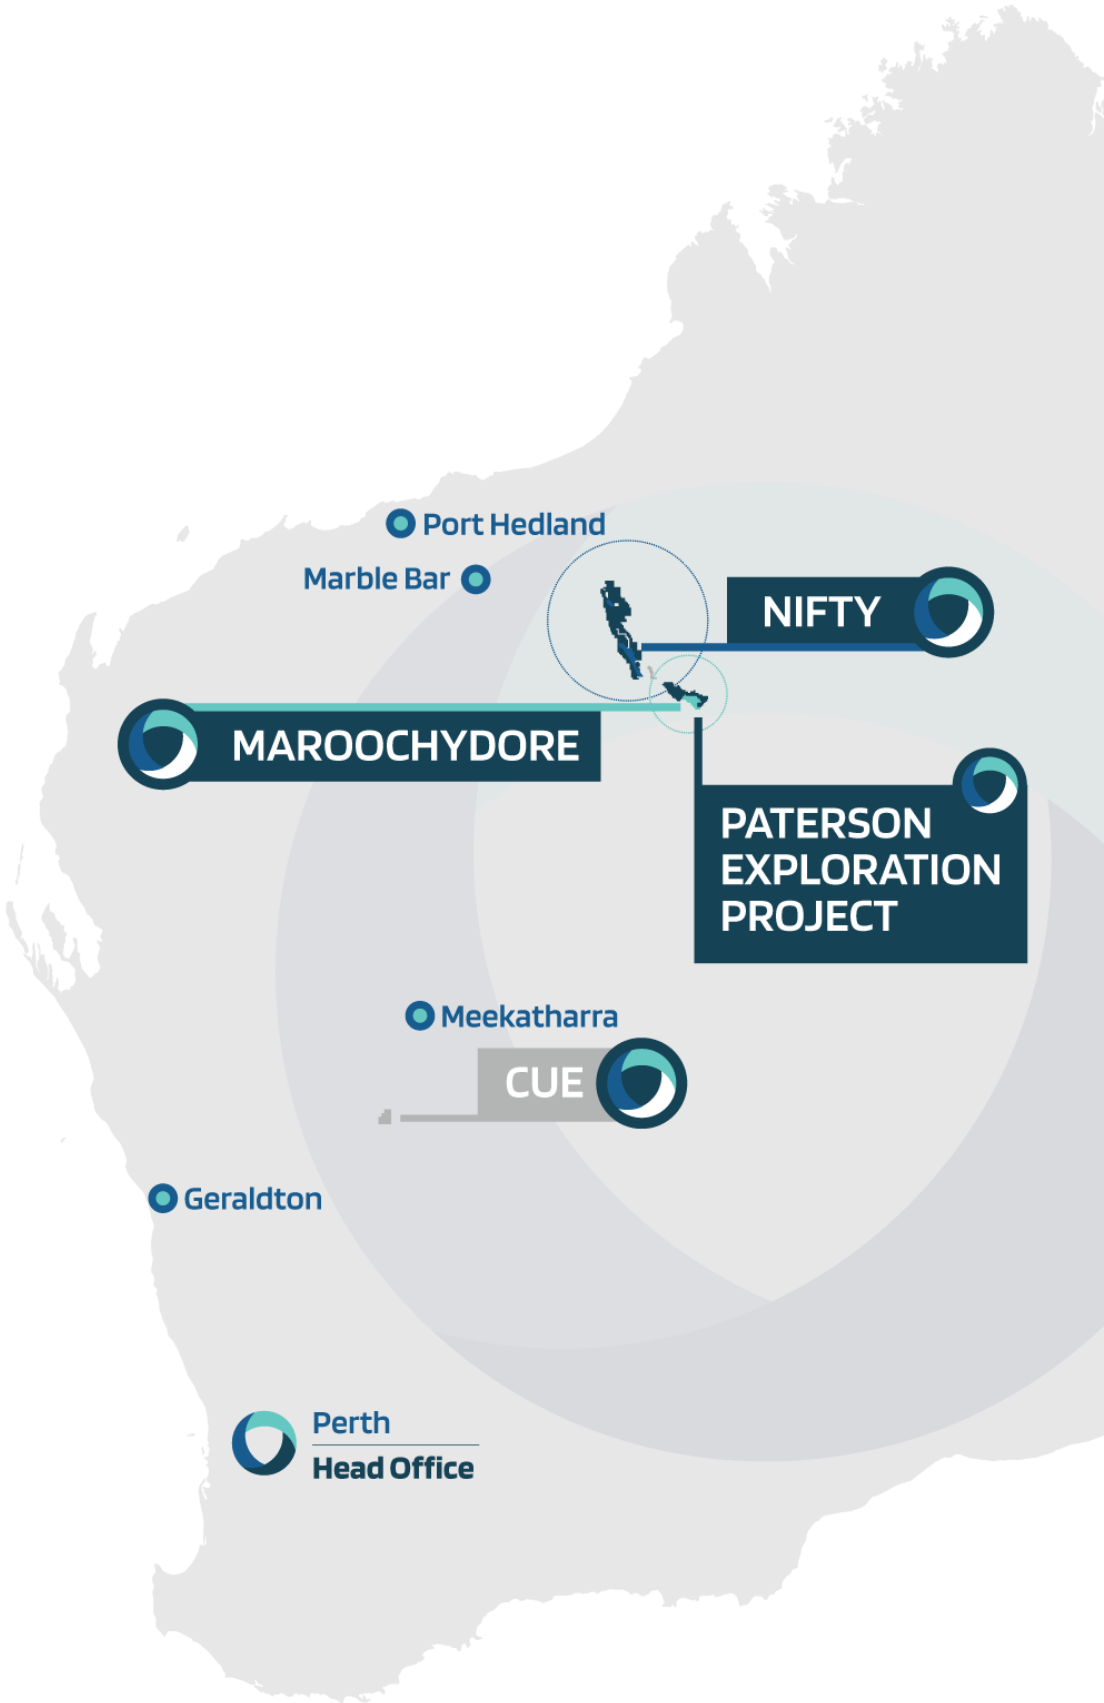 Port Hedland
Marble Bar
NIFTY
MAROOCHYDORE
PATERSON
EXPLORATION
PROJECT
Meekatharra
CUE
Geraldton
Perth
Head Office